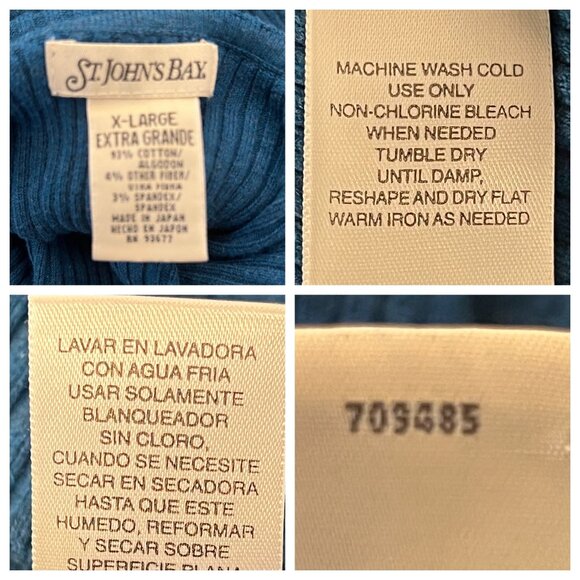 ST. JOHN'S BAY.
X-LARGE
EXTRA GRANDE
93% COTTON/
ALGODON
4% OTHER FIBER/
OTRA FIBRA
3% SPANDEX/
SPANDEX
MADE IN JAPAN
HECHO EN JAPON
RN 93677
MACHINE WASH COLD
USE ONLY
NON-CHLORINE BLEACH
WHEN NEEDED
TUMBLE DRY
UNTIL DAMP,
RESHAPE AND DRY FLAT
WARM IRON AS NEEDED
LAVAR EN LAVADORA
CON AGUA FRIA
USAR SOLAMENTE
BLANQUEADOR
SIN CLORO,
CUANDO SE NECESITE
SECAR EN SECADORA
HASTA QUE ESTE
HUMEDO, REFORMAR
Y SECAR SOBRE
SUPERFICIE PLANA
709485